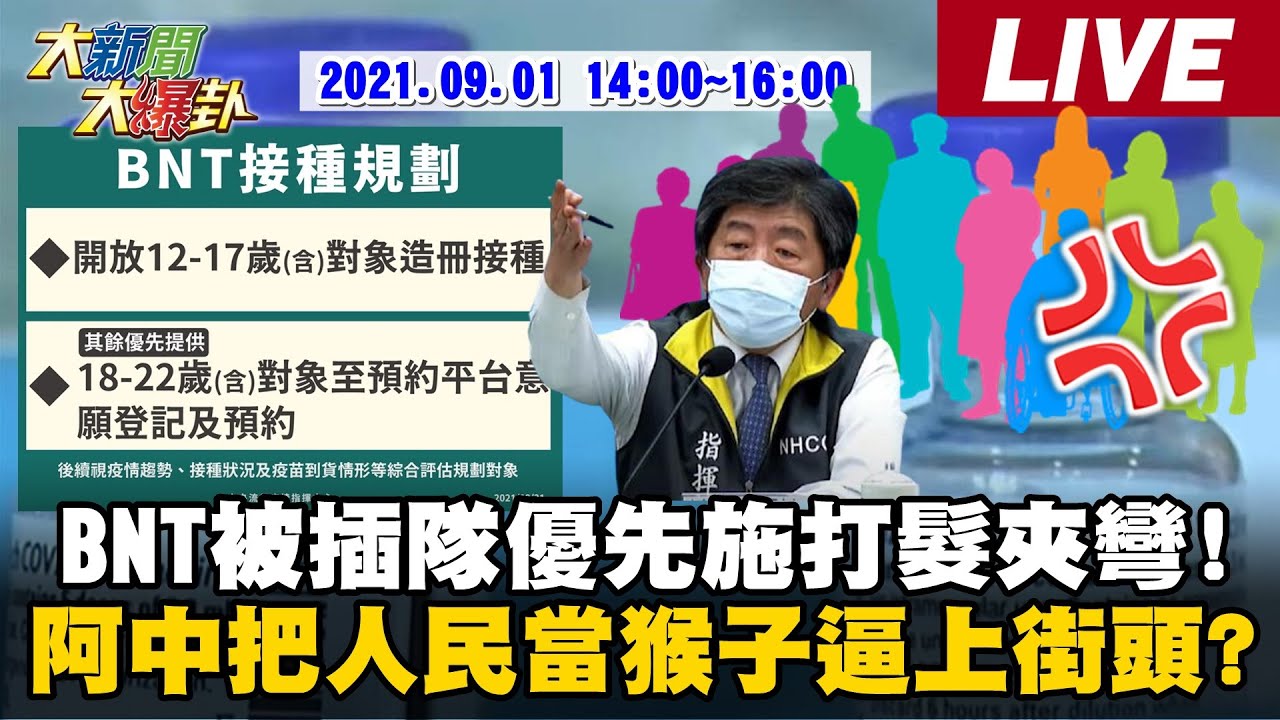 大新聞
大爆卦
2021.09.01 14:00~16:00
LIVE
BNT接種規劃
◆開放12-17歲(含)對象造冊接種
其餘優先提供
◆18-22歲(含)對象至預約平台意
願登記及預約
後續視疫情趨勢、接種狀況及疫苗到貨情形等綜合評估規劃對象
指揮
NHCC
BNT被插隊優先施打髮夾彎!
阿中把人民當猴子逼上街頭?